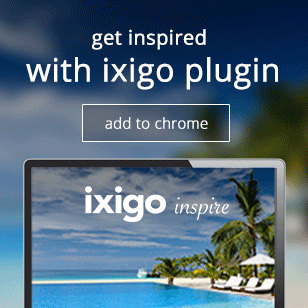 get inspired
with ixigo plugin
add to chrome
ixigo inspire